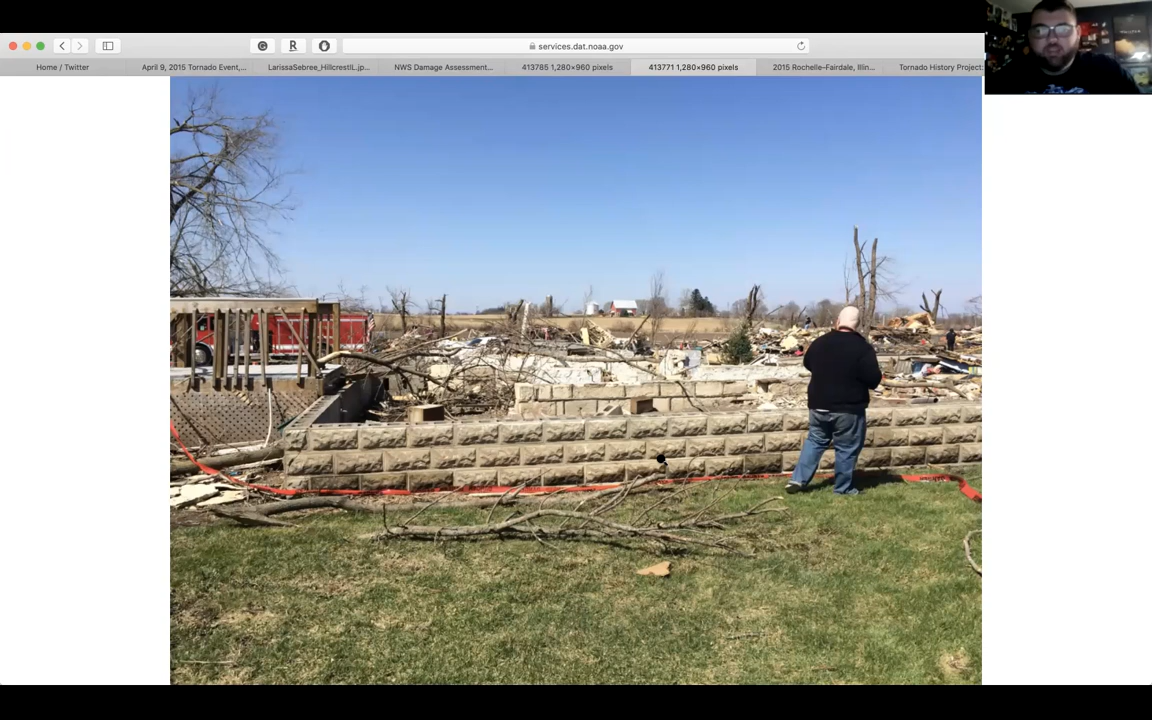 services.dat.noaa.gov
Home / Twitter
April 9, 2015 Tornado Event,...
LarissaSebree_HillcrestIL.jp...
NWS Damage Assessment...
413785 1,280×960 pixels
413771 1,280×960 pixels
2015 Rochelle–Fairdale, Illin...
Tornado History Project: